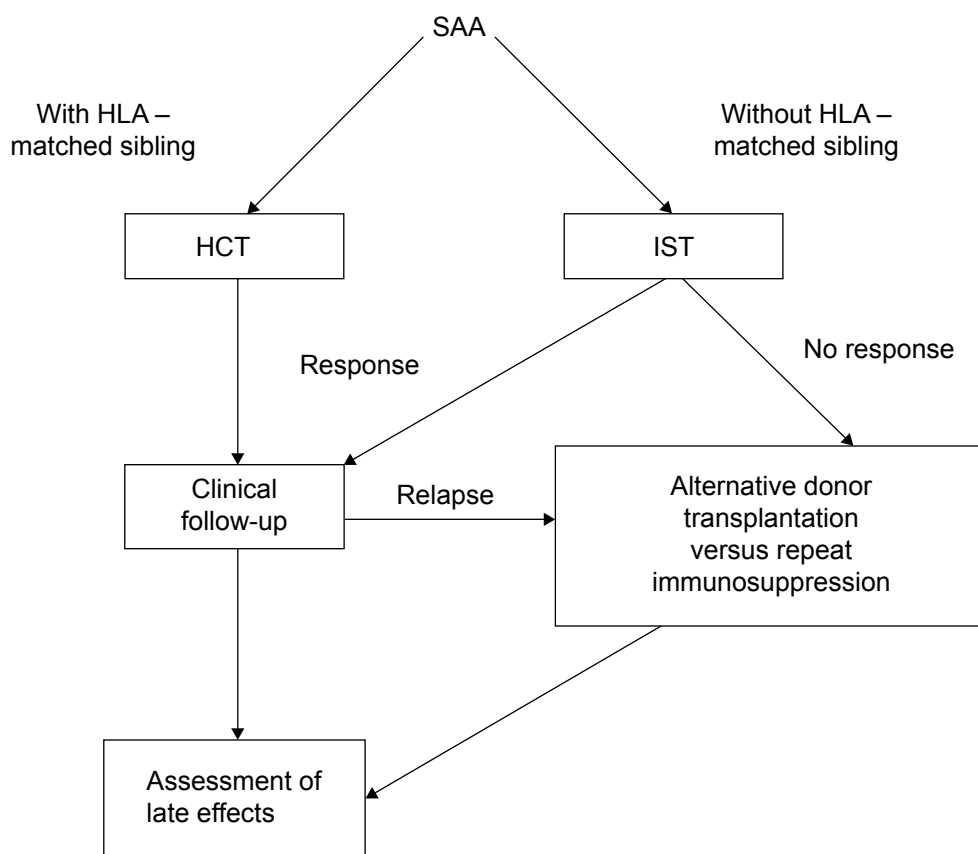 SAA
With HLA –
matched sibling
Without HLA –
matched sibling
HCT
IST
Response
No response
Clinical
follow-up
Relapse
Alternative donor
transplantation
versus repeat
immunosuppression
Assessment of
late effects